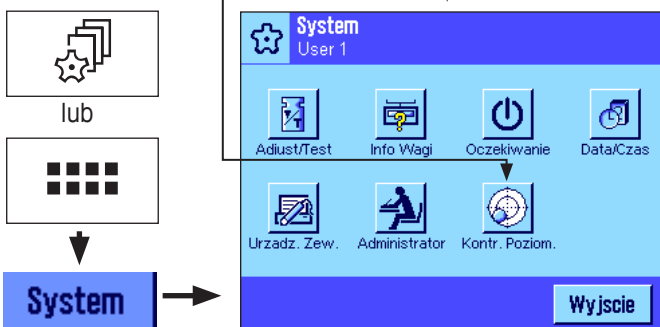 lub
System
System
User 1
Adiust/Test
Info Wagi
Oczekiwanie
Data/Czas
Urzadz. Zew.
Administrator
Kontr. Poziom.
Wyjscie